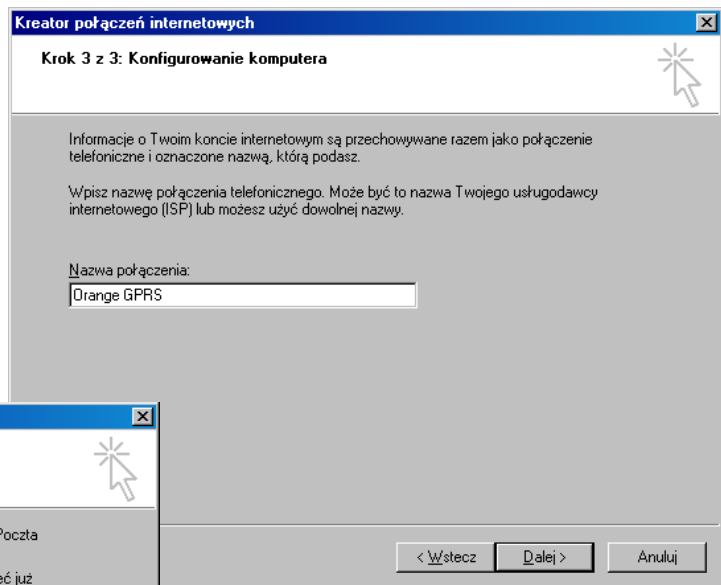 Kreator połączeń internetowych
Krok 3 z 3: Konfigurowanie komputera
Informacje o Twoim koncie internetowym są przechowywane razem jako połączenie
telefoniczne i oznaczone nazwą, którą podasz.
Wpisz nazwę połączenia telefonicznego. Może być to nazwa Twojego usługodawcy
internetowego (ISP) lub możesz użyć dowolnej nazwy.
Nazwa połączenia:
Orange GPRS
< Wstecz
Dalej >
Anuluj
Poczta
już